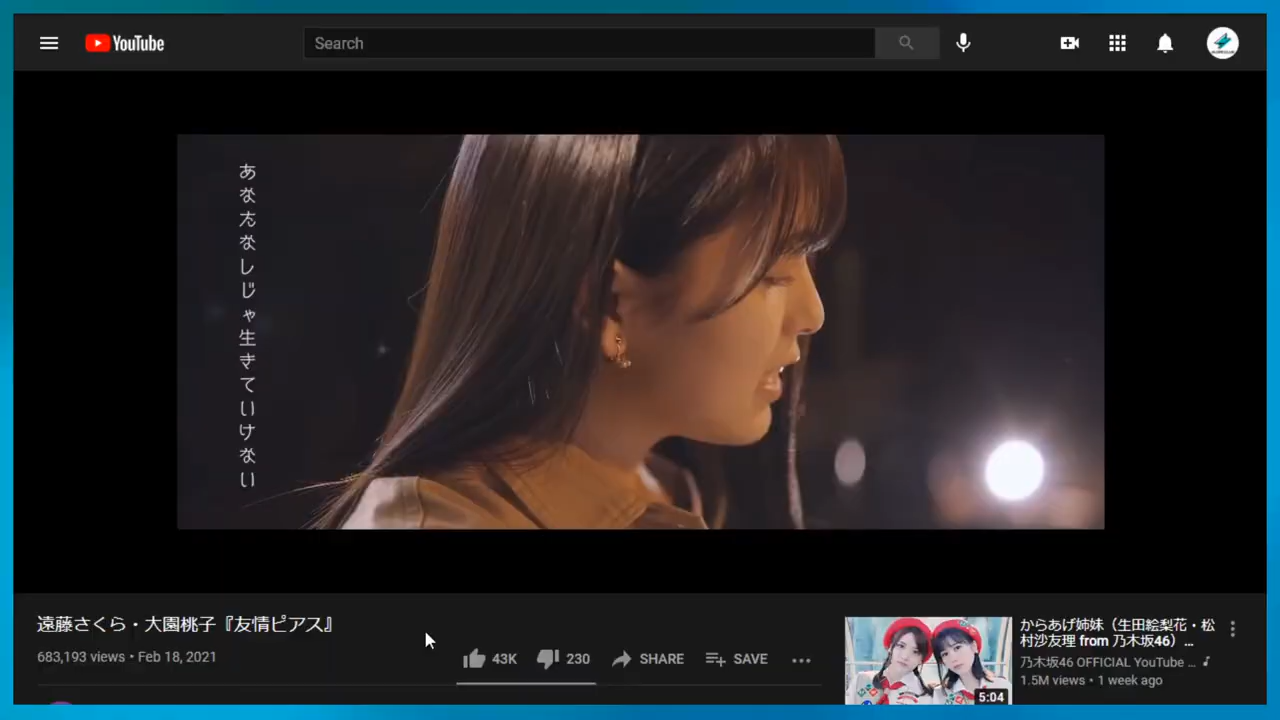 YouTube
Search
あなたなしじゃ生きていけない
遠藤さくら・大園桃子『友情ピアス』
683,193 views • Feb 18, 2021
43K
230
SHARE
SAVE
5:04
からあげ姉妹（生田絵梨花・松
村沙友理 from 乃木坂46）...
乃木坂46 OFFICIAL YouTube ...
1.5M views • 1 week ago